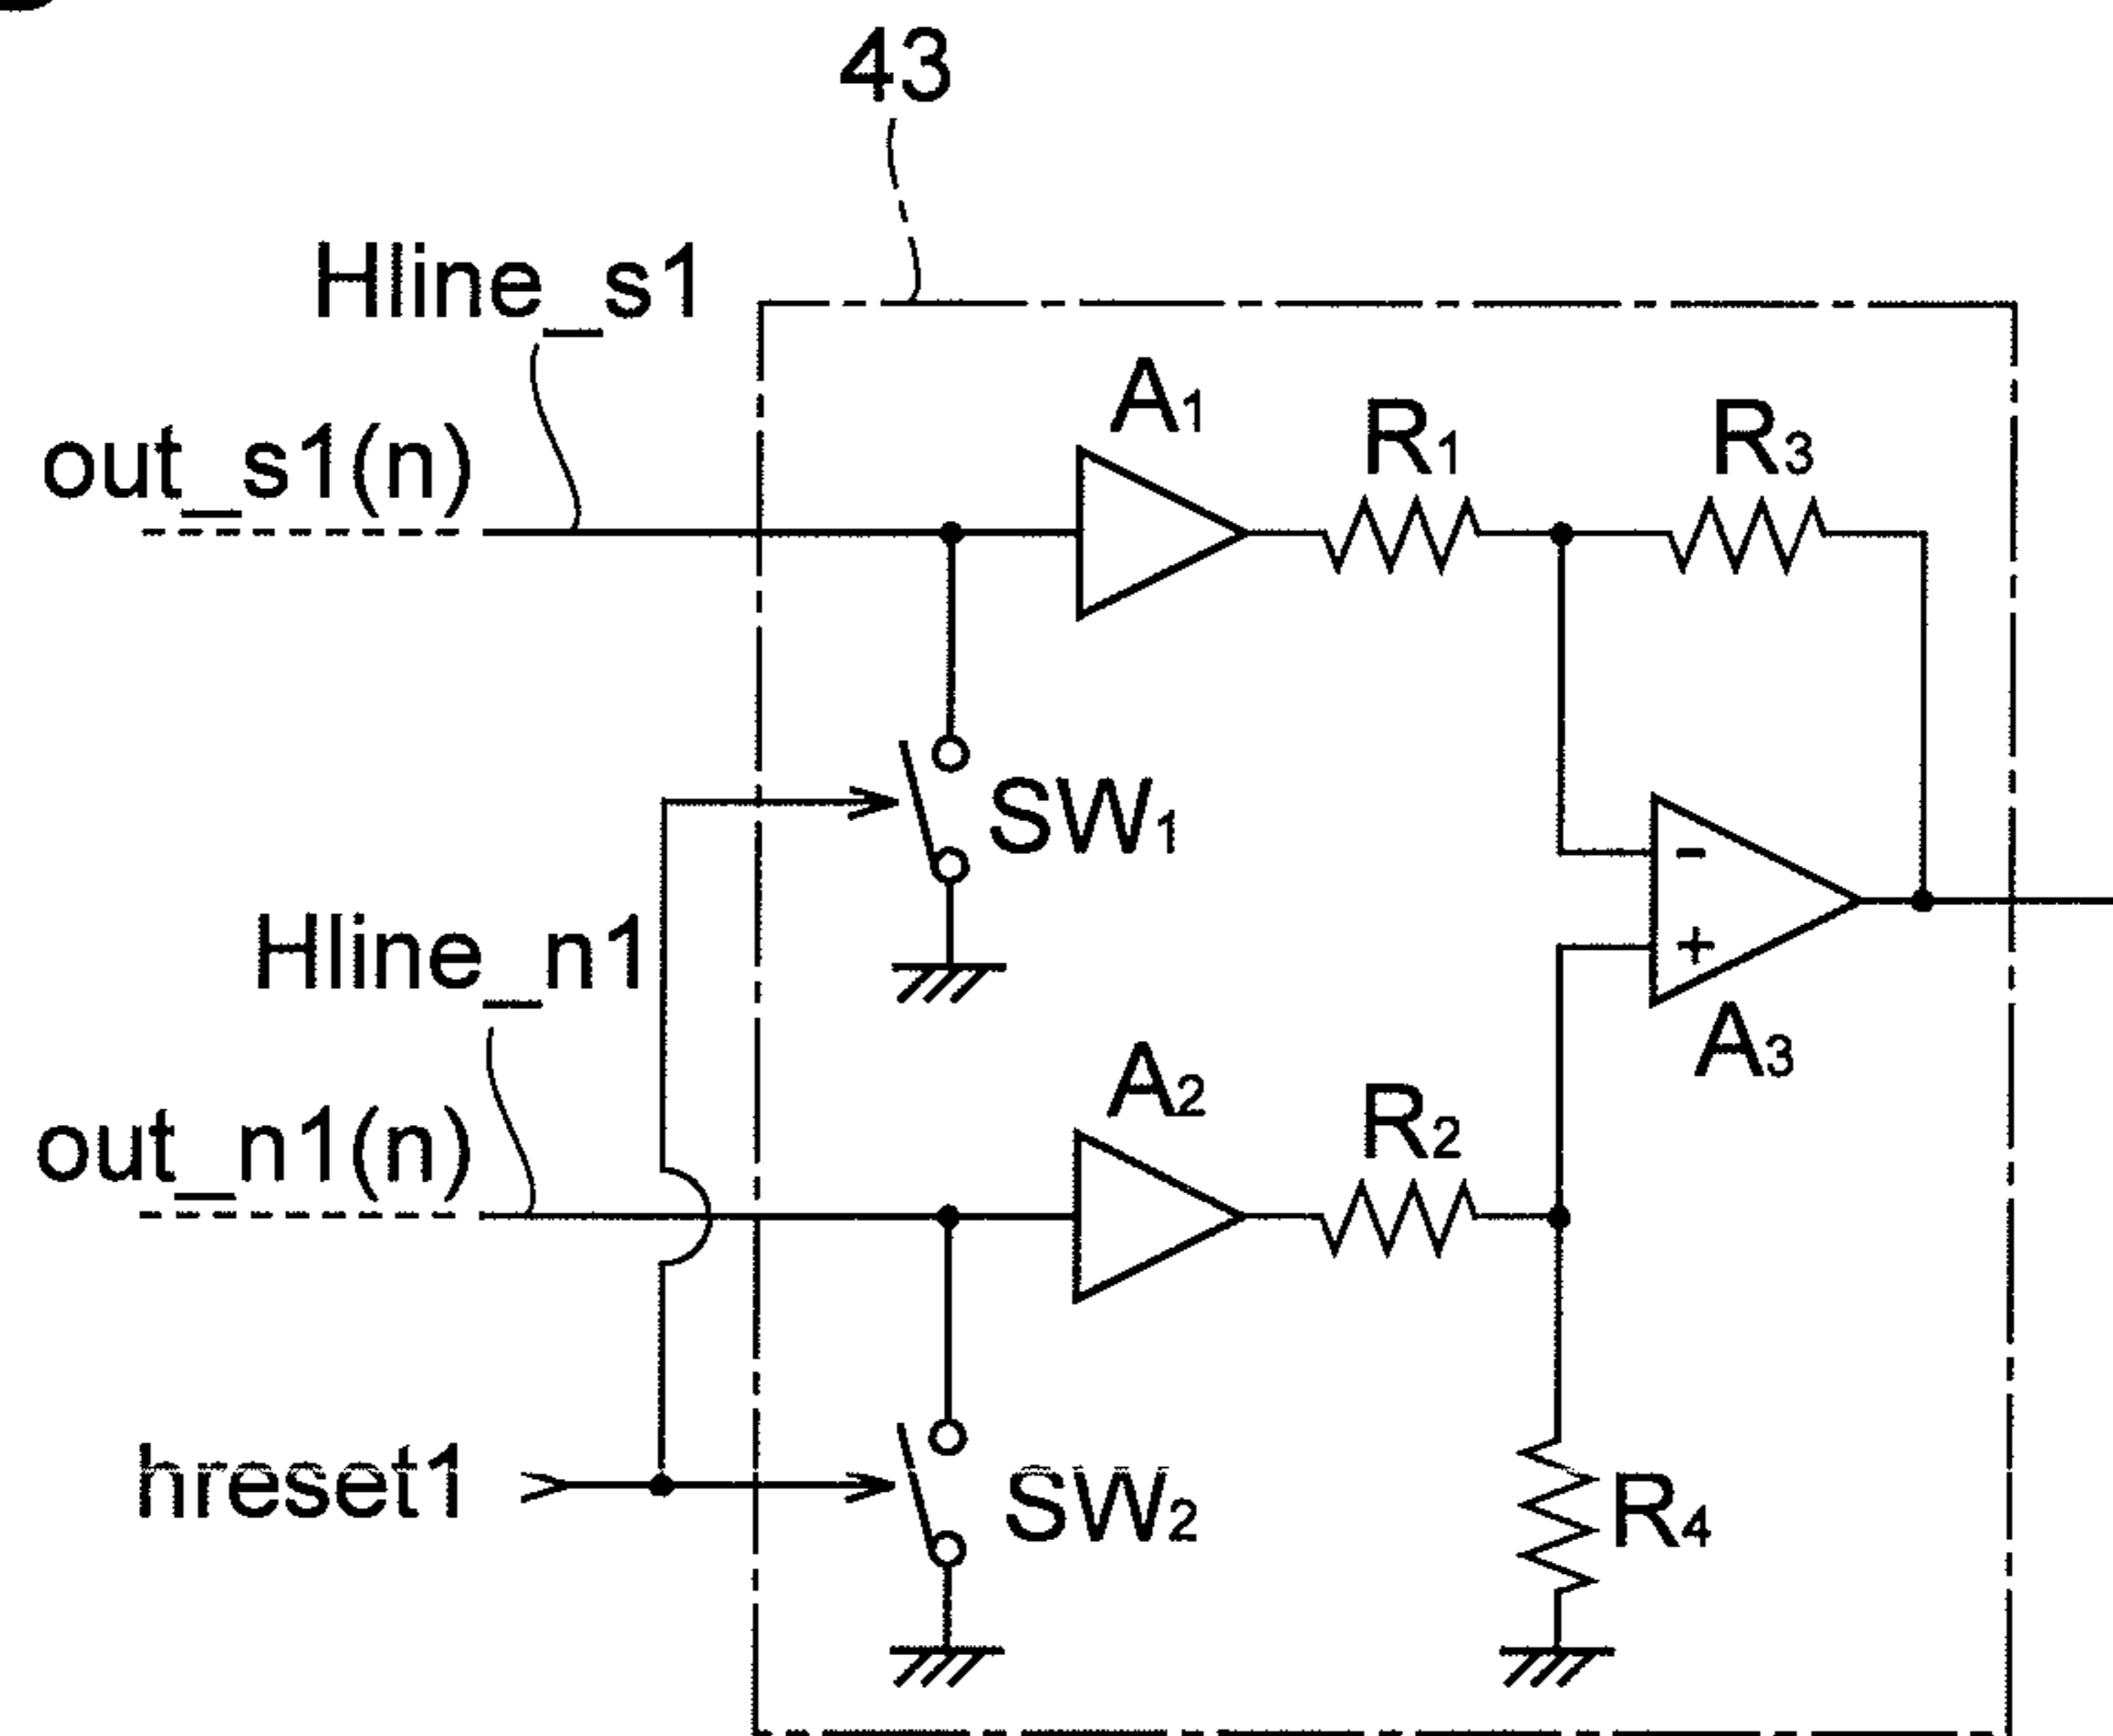 43
Hline_s1
A1 R1 R3
out_s1(n)
SW1
-
Hline_n1
+
A3
A2 R2
out_n1(n)
hreset1
SW2
R4